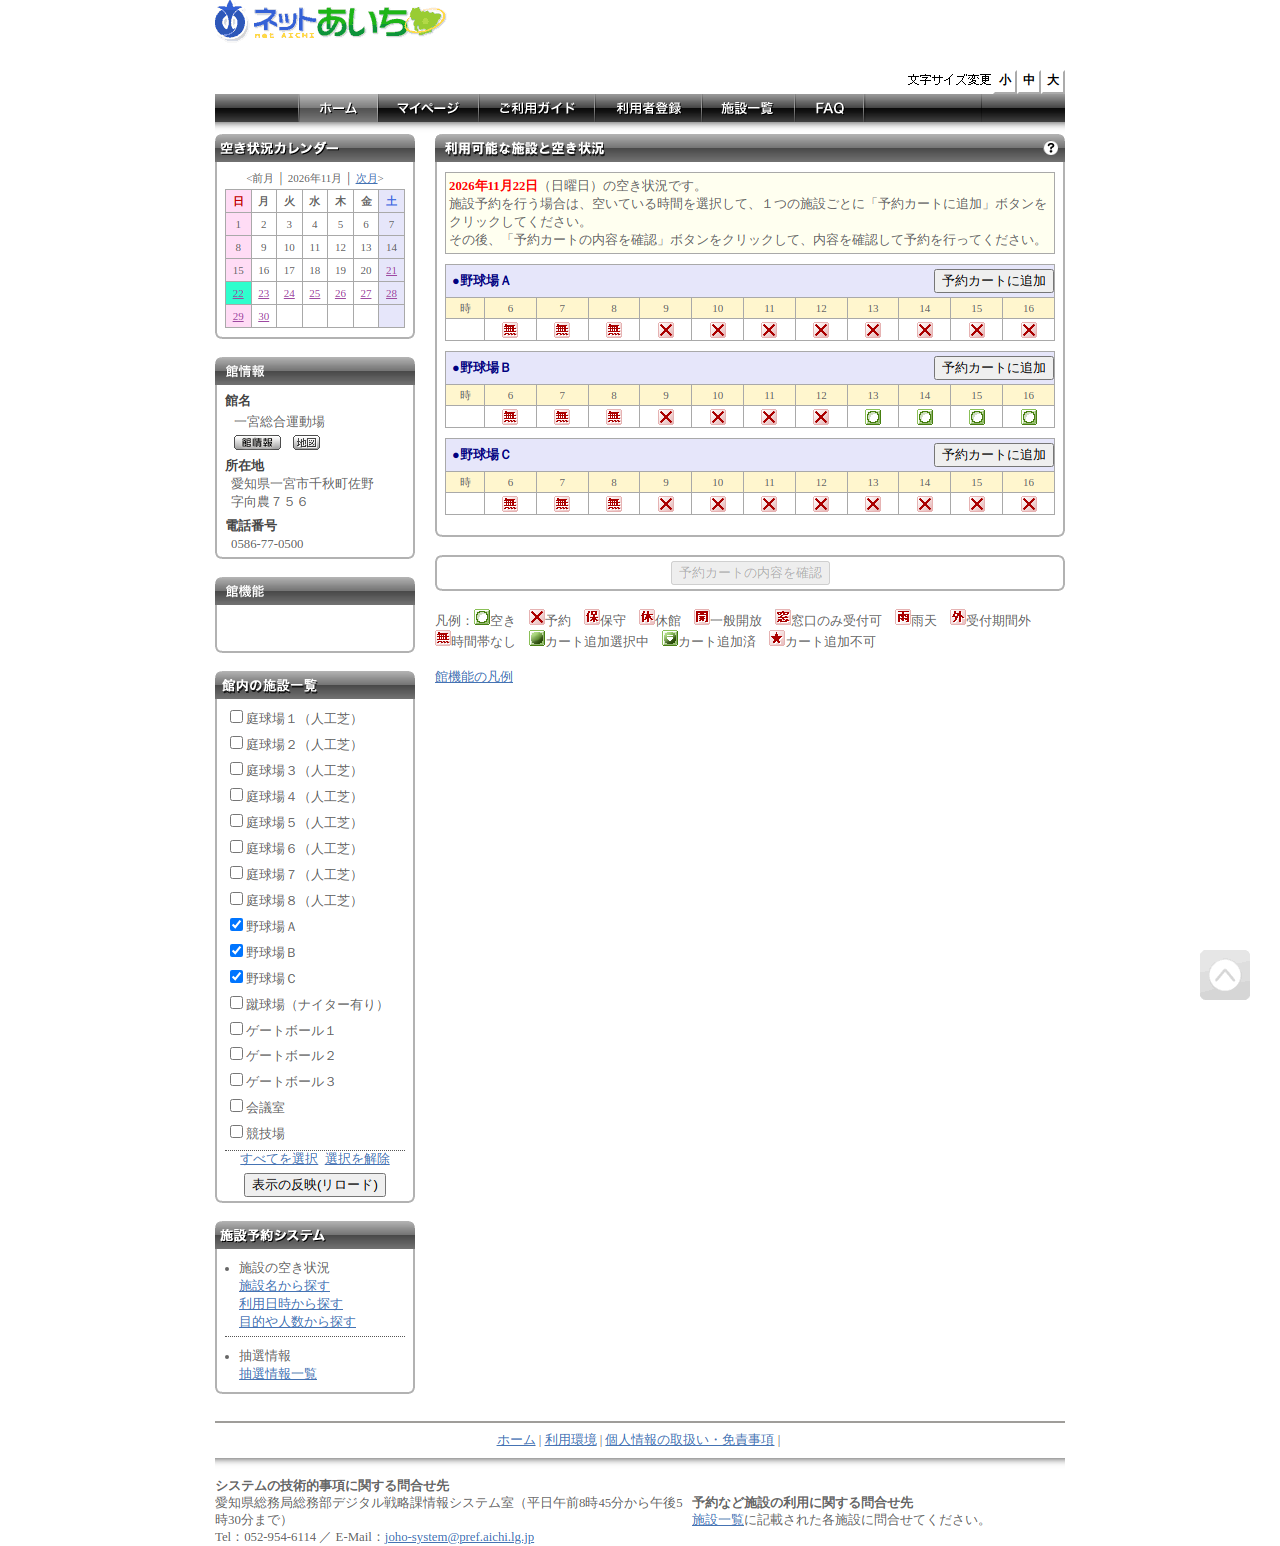 ネットあいち
NET AICHI
文字サイズ変更 小 中 大
ホーム マイページ ご利用ガイド 利用者登録 施設一覧 FAQ
空き状況カレンダー
<前月 │ 2026年11月 │ 次月>
日 月 火 水 木 金 土
1 2 3 4 5 6 7
8 9 10 11 12 13 14
15 16 17 18 19 20 21
22 23 24 25 26 27 28
29 30
館情報
館名
一宮総合運動場
館情報 地図
所在地
愛知県一宮市千秋町佐野
字向農７５６
電話番号
0586-77-0500
館機能
館内の施設一覧
庭球場１（人工芝）
庭球場２（人工芝）
庭球場３（人工芝）
庭球場４（人工芝）
庭球場５（人工芝）
庭球場６（人工芝）
庭球場７（人工芝）
庭球場８（人工芝）
野球場Ａ
野球場Ｂ
野球場Ｃ
蹴球場（ナイター有り）
ゲートボール１
ゲートボール２
ゲートボール３
会議室
競技場
すべてを選択 選択を解除
表示の反映(リロード)
施設予約システム
施設の空き状況
施設名から探す
利用日時から探す
目的や人数から探す
抽選情報
抽選情報一覧
利用可能な施設と空き状況 ?
2026年11月22日（日曜日）の空き状況です。
施設予約を行う場合は、空いている時間を選択して、１つの施設ごとに「予約カートに追加」ボタンを
クリックしてください。
その後、「予約カートの内容を確認」ボタンをクリックして、内容を確認して予約を行ってください。
●野球場Ａ 予約カートに追加
時 6 7 8 9 10 11 12 13 14 15 16
無 無 無
●野球場Ｂ 予約カートに追加
時 6 7 8 9 10 11 12 13 14 15 16
無 無 無
●野球場Ｃ 予約カートに追加
時 6 7 8 9 10 11 12 13 14 15 16
無 無 無
予約カートの内容を確認
凡例：空き 予約 保保守 休休館 開一般開放 窓窓口のみ受付可 雨雨天 外受付期間外
無時間帯なし カート追加選択中 カート追加済 カート追加不可
館機能の凡例
ホーム | 利用環境 | 個人情報の取扱い・免責事項 |
システムの技術的事項に関する問合せ先
愛知県総務局総務部デジタル戦略課情報システム室（平日午前8時45分から午後5
時30分まで）
Tel：052-954-6114 ／ E-Mail：joho-system@pref.aichi.lg.jp
予約など施設の利用に関する問合せ先
施設一覧に記載された各施設に問合せてください。